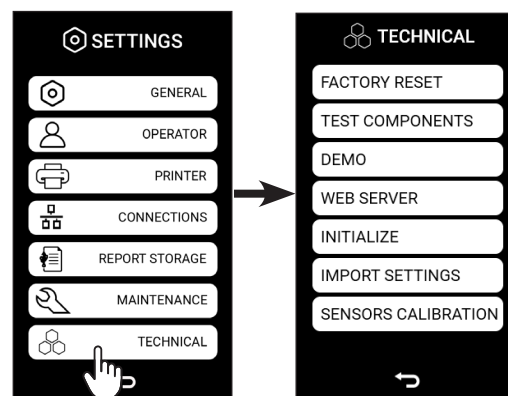 SETTINGS
GENERAL
OPERATOR
PRINTER
CONNECTIONS
REPORT STORAGE
MAINTENANCE
TECHNICAL
TECHNICAL
FACTORY RESET
TEST COMPONENTS
DEMO
WEB SERVER
INITIALIZE
IMPORT SETTINGS
SENSORS CALIBRATION